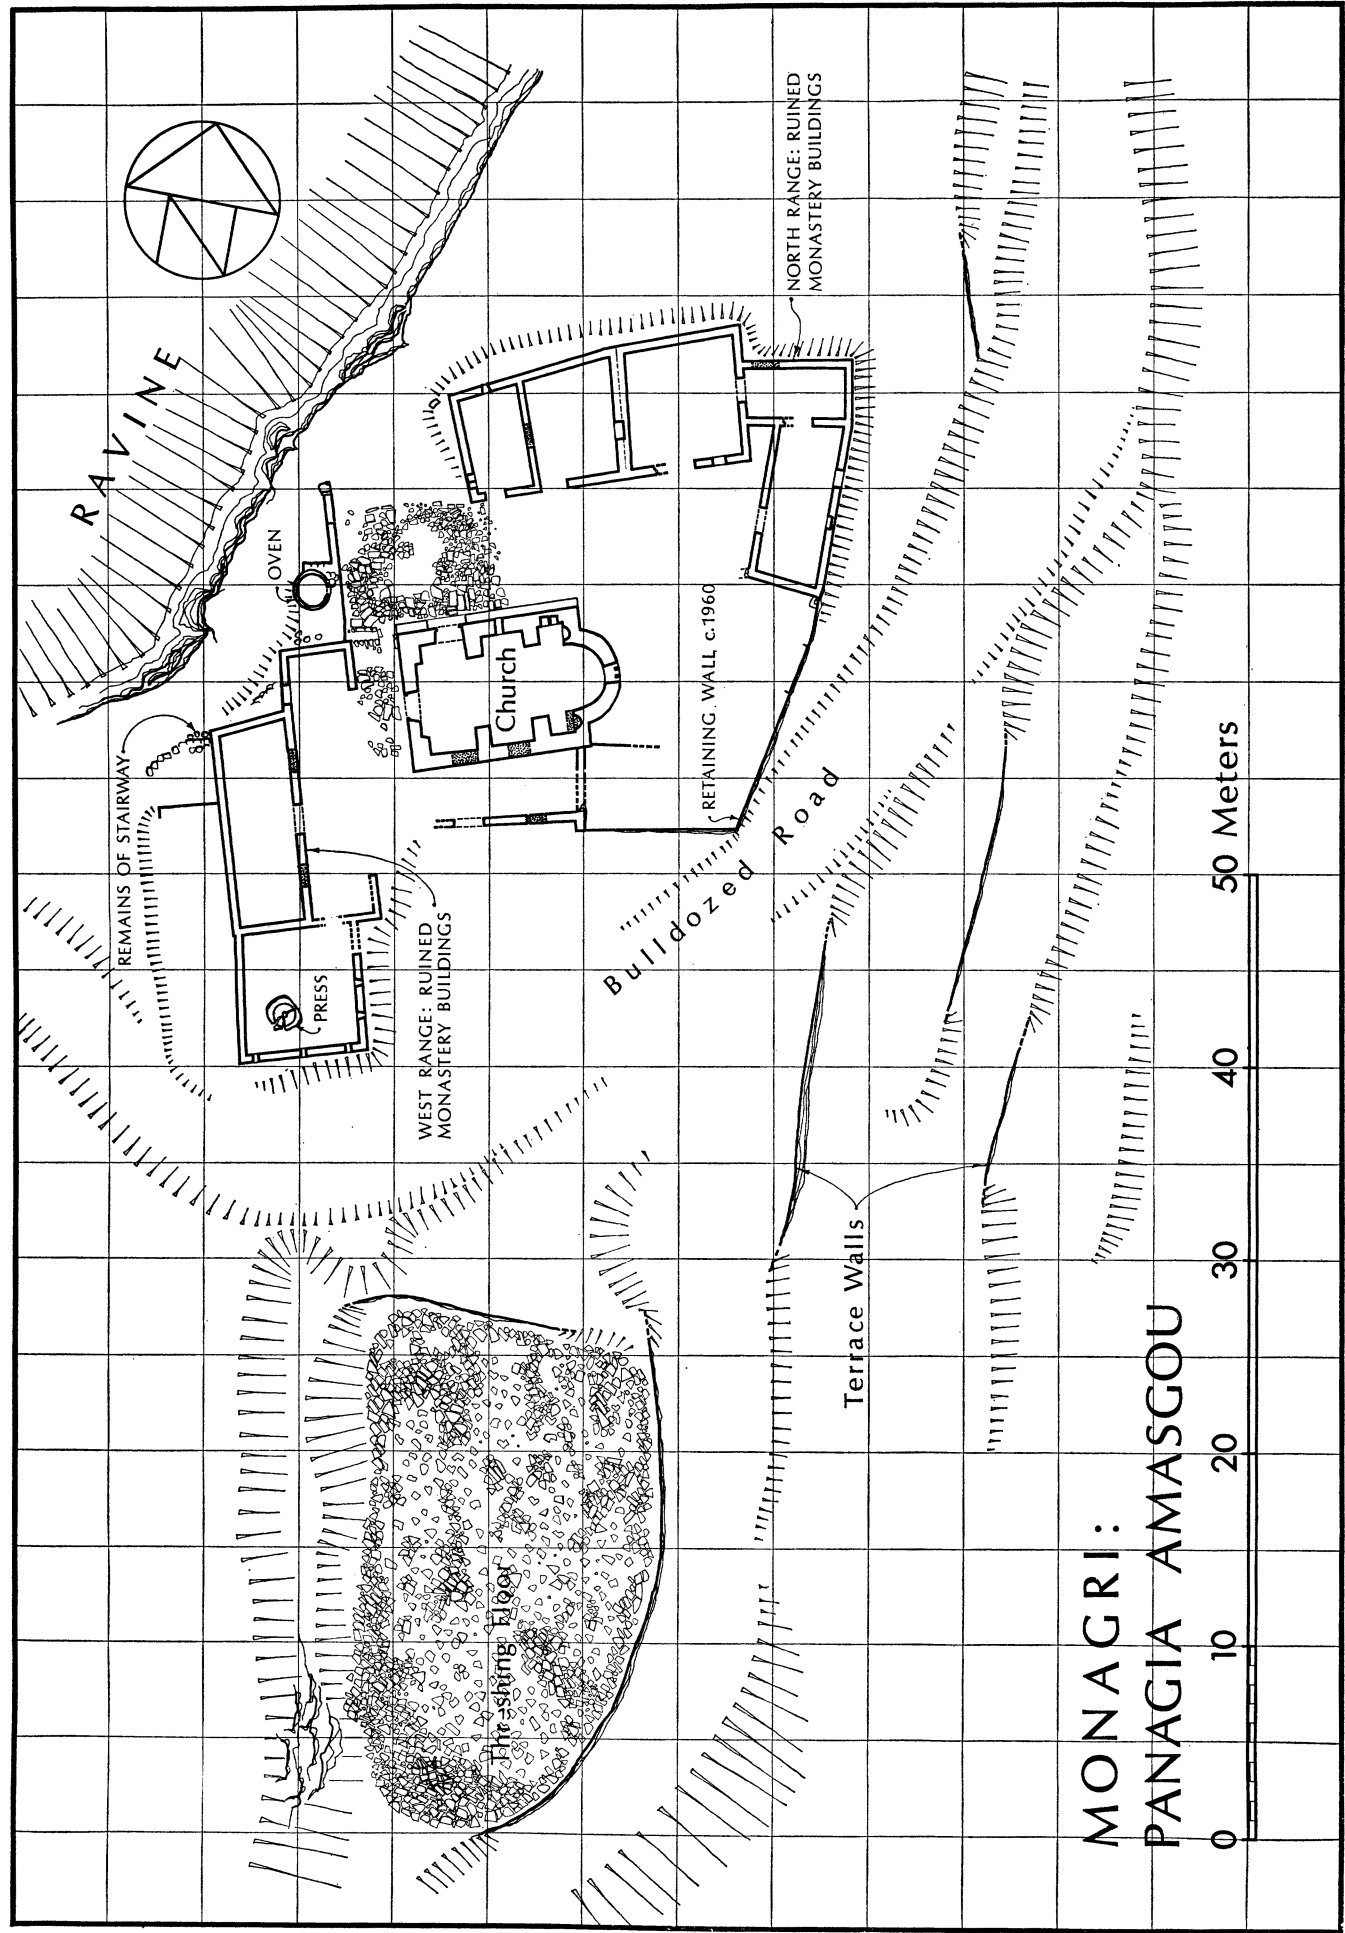 RAVINE
OVEN
REMAINS OF STAIRWAY
PRESS
WEST RANGE: RUINED
MONASTERY BUILDINGS
Church
NORTH RANGE: RUINED
MONASTERY BUILDINGS
RETAINING WALL, c.1960
Bulldozed Road
Threshing Floor
Terrace Walls
MONAGRI:
PANAGIA AMASGOU
0 10 20 30 40 50 Meters